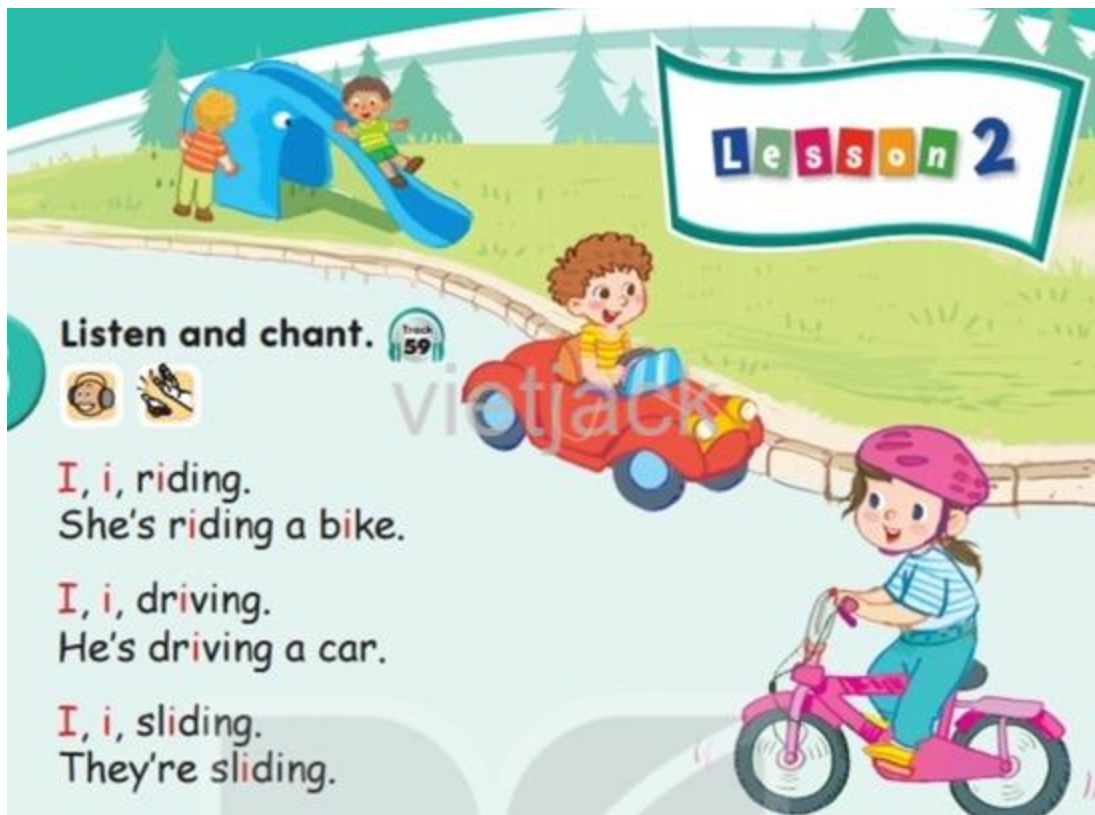 Lesson 2
Listen and chant.
Track
59
vietjack
I, i, riding.
She's riding a bike.
I, i, driving.
He's driving a car.
I, i, sliding.
They're sliding.